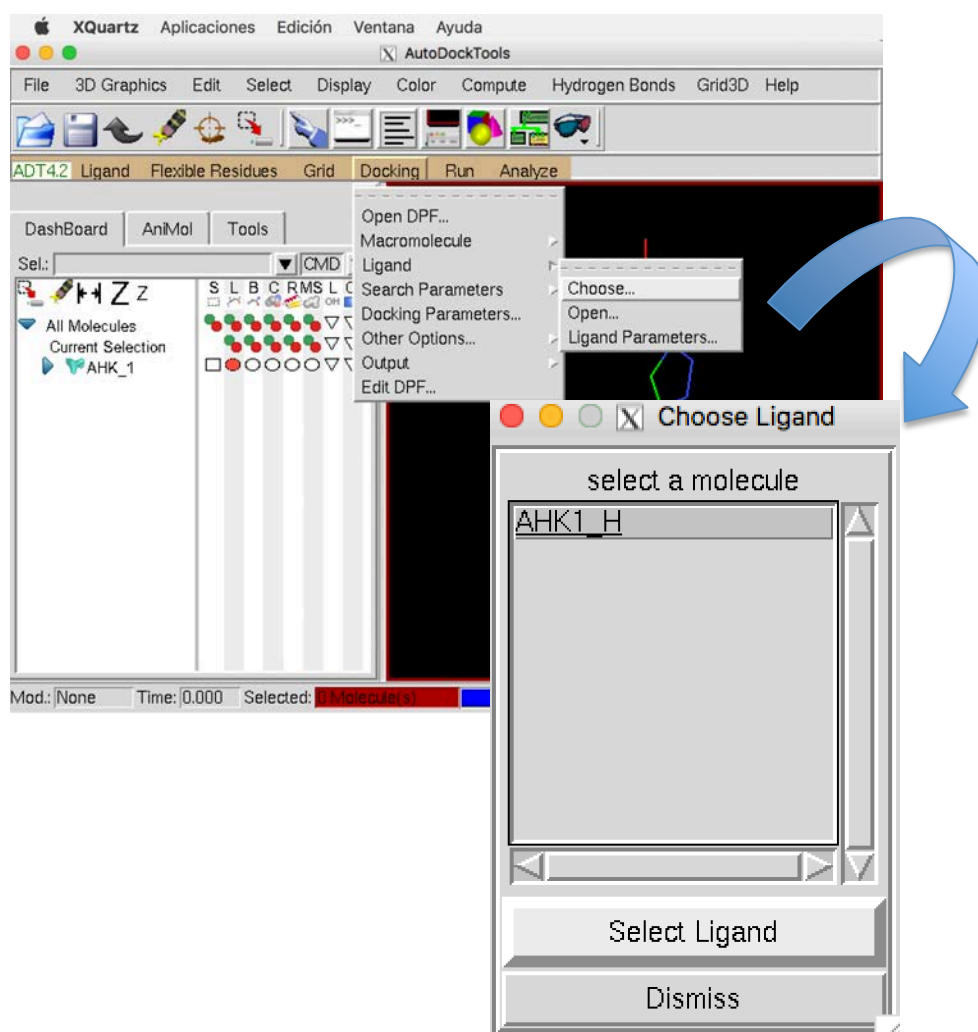 XQuartz Aplicaciones Edición Ventana Ayuda
X AutoDockTools
File 3D Graphics Edit Select Display Color Compute Hydrogen Bonds Grid3D Help
ADT4.2 Ligand Flexible Residues Grid Docking Run Analyze
Open DPF...
Macromolecule
Ligand
Search Parameters
Docking Parameters...
Other Options...
Output
Edit DPF...
Choose...
Open...
Ligand Parameters...
DashBoard AniMol Tools
Sel.: CMD
Z Z S L B C R MS L C
All Molecules
Current Selection
AHK_1
Mod.: None Time: 0.000 Selected: 0 Molecule(s)
X Choose Ligand
select a molecule
AHK1_H
Select Ligand
Dismiss